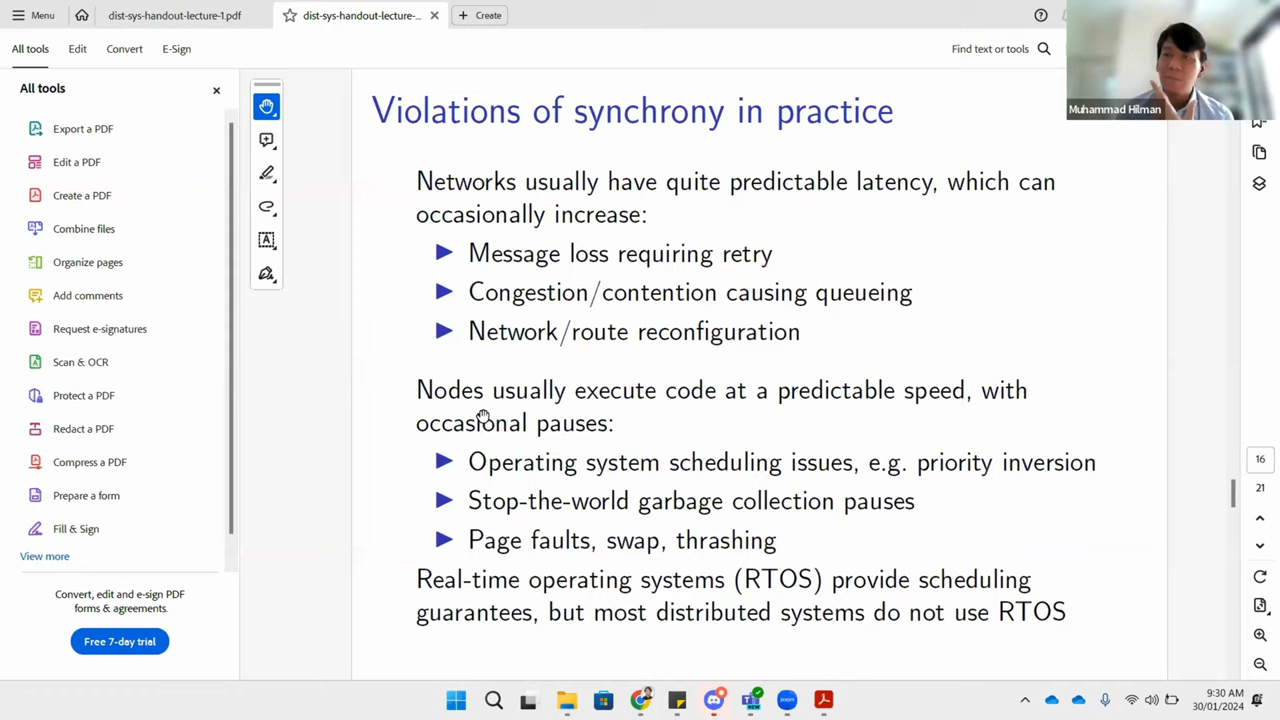 Menu
dist-sys-handout-lecture-1.pdf
dist-sys-handout-lecture-...
Create
All tools
Edit
Convert
E-Sign
Find text or tools
Muhammad Hilman
All tools
Export a PDF
Edit a PDF
Create a PDF
Combine files
Organize pages
Add comments
Request e-signatures
Scan & OCR
Protect a PDF
Redact a PDF
Compress a PDF
Prepare a form
Fill & Sign
View more
Convert, edit and e-sign PDF
forms & agreements.
Free 7-day trial
Violations of synchrony in practice
Networks usually have quite predictable latency, which can
occasionally increase:
Message loss requiring retry
Congestion/contention causing queueing
Network/route reconfiguration
Nodes usually execute code at a predictable speed, with
occasional pauses:
Operating system scheduling issues, e.g. priority inversion
Stop-the-world garbage collection pauses
Page faults, swap, thrashing
Real-time operating systems (RTOS) provide scheduling
guarantees, but most distributed systems do not use RTOS
16
21
9:30 AM
30/01/2024